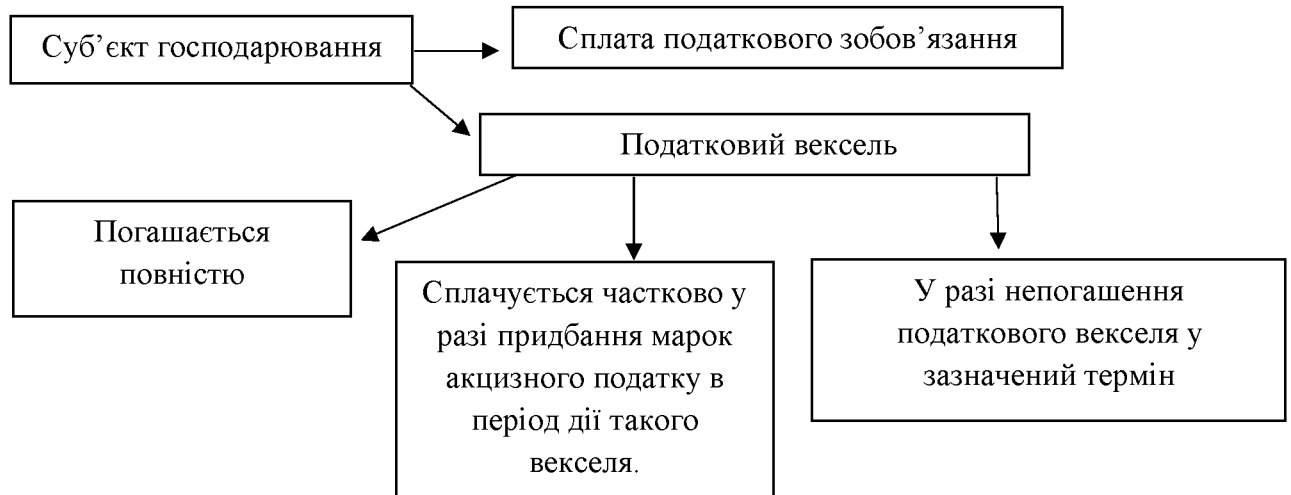 Суб’єкт господарювання
Сплата податкового зобов’язання
Податковий вексель
Погашається
повністю
Сплачується частково у
разі придбання марок
акцизного податку в
період дії такого
векселя.
У разі непогашення
податкового векселя у
зазначений термін